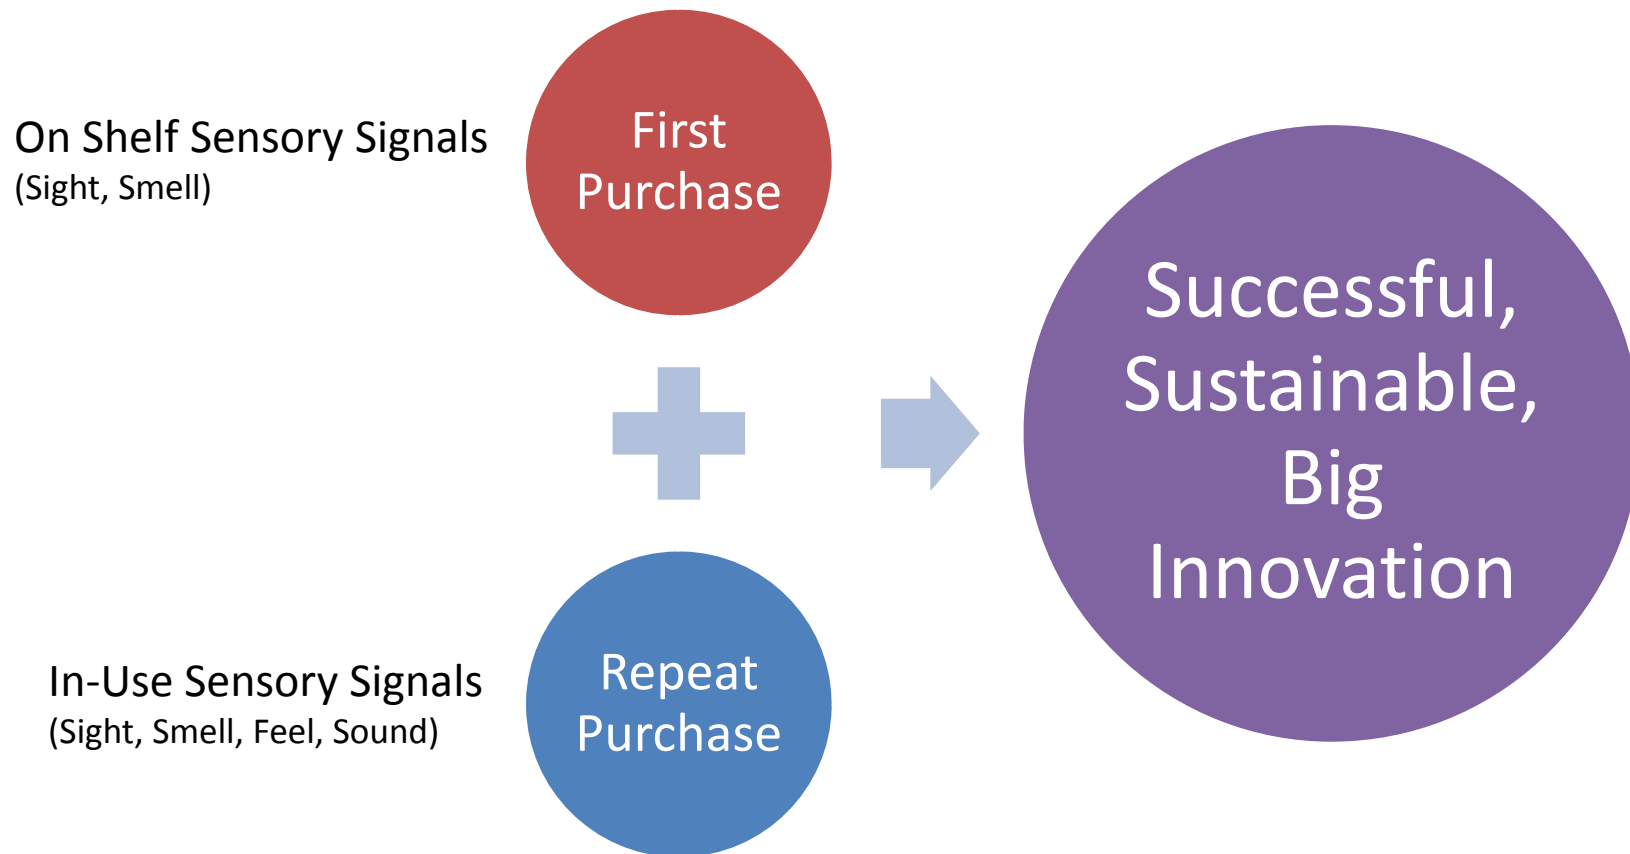 On Shelf Sensory Signals
(Sight, Smell)
First
Purchase
In-Use Sensory Signals
(Sight, Smell, Feel, Sound)
Repeat
Purchase
Successful,
Sustainable,
Big
Innovation